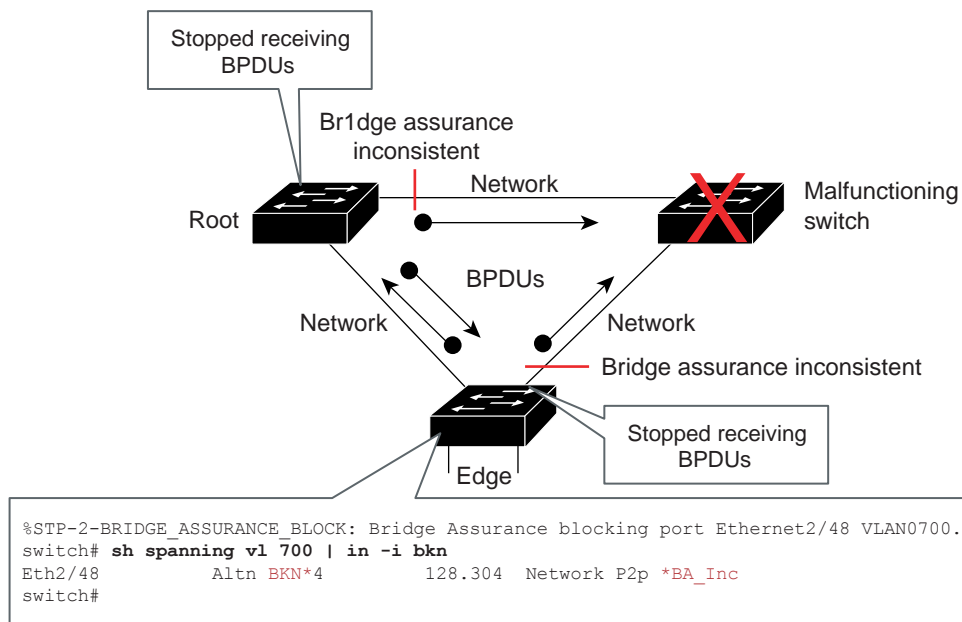 Stopped receiving
BPDUs
Br1dge assurance
inconsistent
Network
Malfunctioning
switch
Root
BPDUs
Network
Network
Bridge assurance inconsistent
Stopped receiving
BPDUs
Edge
%STP-2-BRIDGE_ASSURANCE_BLOCK: Bridge Assurance blocking port Ethernet2/48 VLAN0700.
switch# sh spanning vl 700 | in -i bkn
Eth2/48 Altn BKN*4 128.304 Network P2p *BA_Inc
switch#